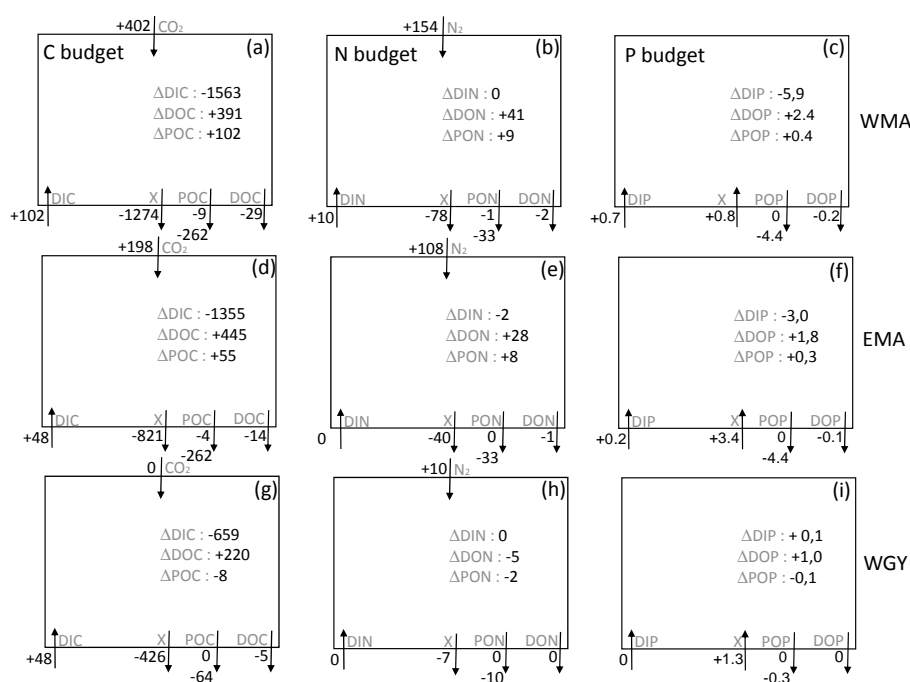 +402 CO₂ +154 N₂
C budget (a) N budget (b) P budget (c)
ΔDIC : -1563 ΔDIN : 0 ΔDIP : -5,9
ΔDOC : +391 ΔDON : +41 ΔDOP : +2.4
ΔPOC : +102 ΔPON : +9 ΔPOP : +0.4
WMA
DIC X POC DOC DIN X PON DON DIP X POP DOP
+102 -1274 -9 -29 +10 -78 -1 -2 +0.7 +0.8 0 -0.2
-262 -33 -4.4
+198 CO₂ +108 N₂
(d) (e) (f)
ΔDIC : -1355 ΔDIN : -2 ΔDIP : -3,0
ΔDOC : +445 ΔDON : +28 ΔDOP : +1,8
ΔPOC : +55 ΔPON : +8 ΔPOP : +0,3
EMA
DIC X POC DOC DIN X PON DON DIP X POP DOP
+48 -821 -4 -14 0 -40 0 -1 +0.2 +3.4 0 -0.1
-262 -33 -4.4
0 CO₂ +10 N₂
(g) (h) (i)
ΔDIC : -659 ΔDIN : 0 ΔDIP : + 0,1
ΔDOC : +220 ΔDON : -5 ΔDOP : +1,0
ΔPOC : -8 ΔPON : -2 ΔPOP : -0,1
WGY
DIC X POC DOC DIN X PON DON DIP X POP DOP
+48 -426 0 -5 0 -7 0 0 0 +1.3 0 0
-64 -10 -0.3